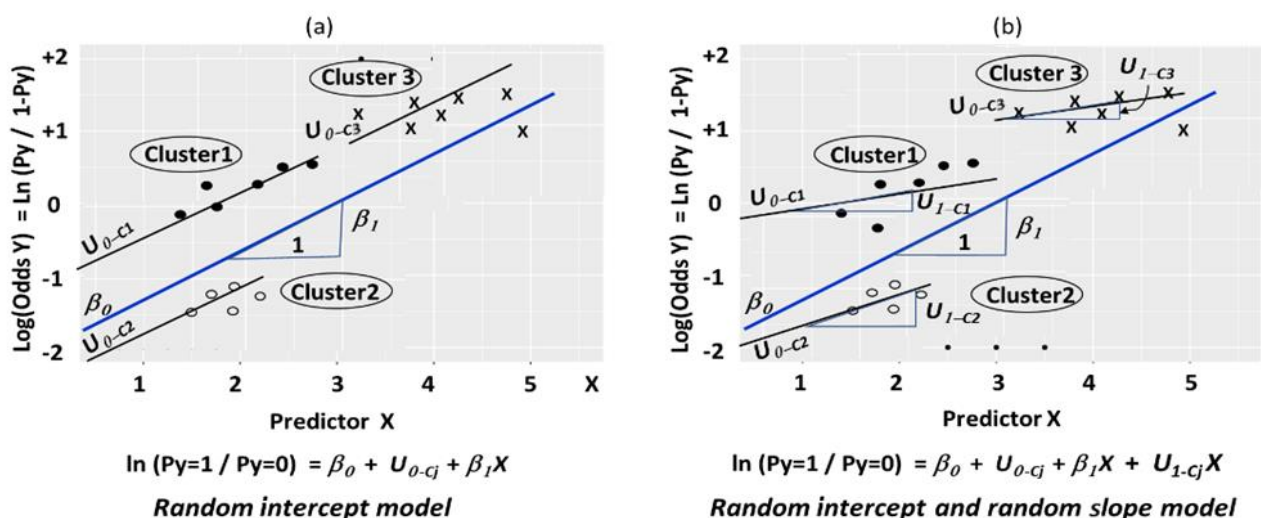 (a)
+2
+1
0
-1
-2
Log(Odds Y) = Ln (Py / 1-Py)
Cluster 3
U0-C3
Cluster1
U0-C1
β1
1
β0
Cluster2
U0-C2
1 2 3 4 5 X
Predictor X
ln (Py=1 / Py=0) = β0 + U0-Cj + β1X
Random intercept model
(b)
+2
+1
0
-1
-2
Log(Odds Y) = Ln (Py / 1-Py)
Cluster 3
U1-C3
U0-C3
Cluster1
U0-C1
U1-C1
β1
1
β0
Cluster2
U1-C2
U0-C2
1 2 3 4 5
Predictor X
ln (Py=1 / Py=0) = β0 + U0-Cj + β1X + U1-CjX
Random intercept and random slope model